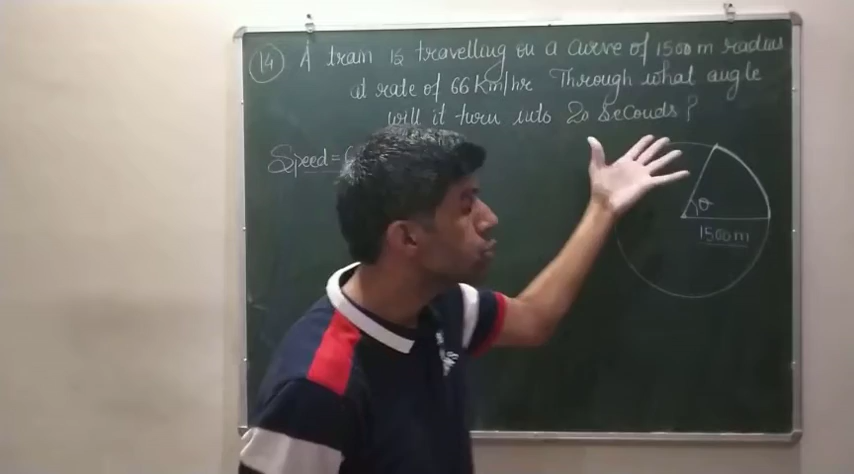 14 A train is travelling on a curve of 1500 m radius
at rate of 66 km/hr Through what angle
will it turn into 20 seconds?
Speed =
θ
1500 m